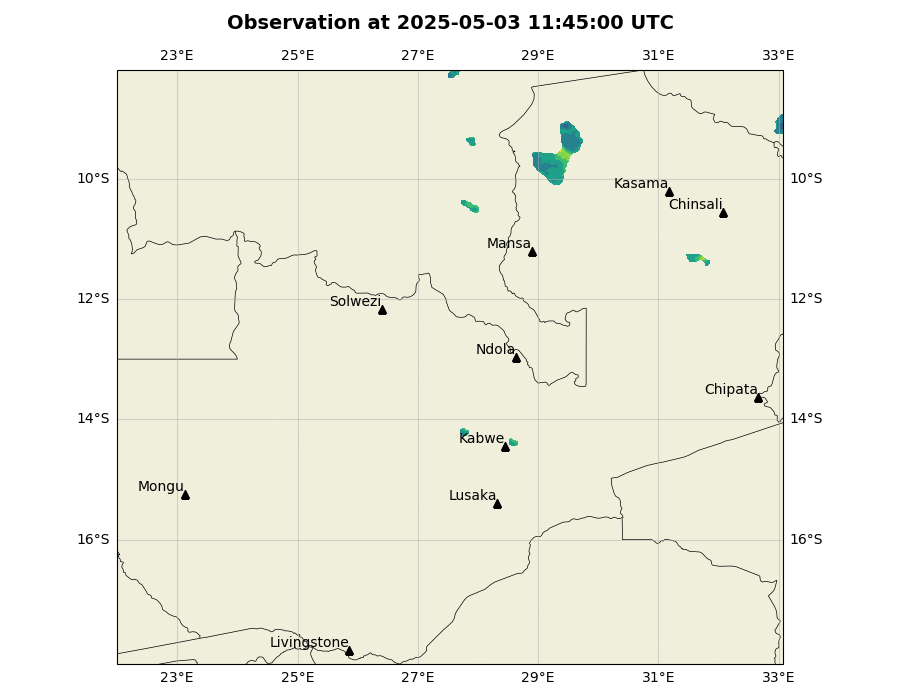 Observation at 2025-05-03 11:45:00 UTC
23°E 25°E 27°E 29°E 31°E 33°E
10°S 10°S
Kasama
Chinsali
Mansa
12°S 12°S
Solwezi
Ndola
Chipata
14°S 14°S
Kabwe
Mongu
Lusaka
16°S 16°S
Livingstone
23°E 25°E 27°E 29°E 31°E 33°E